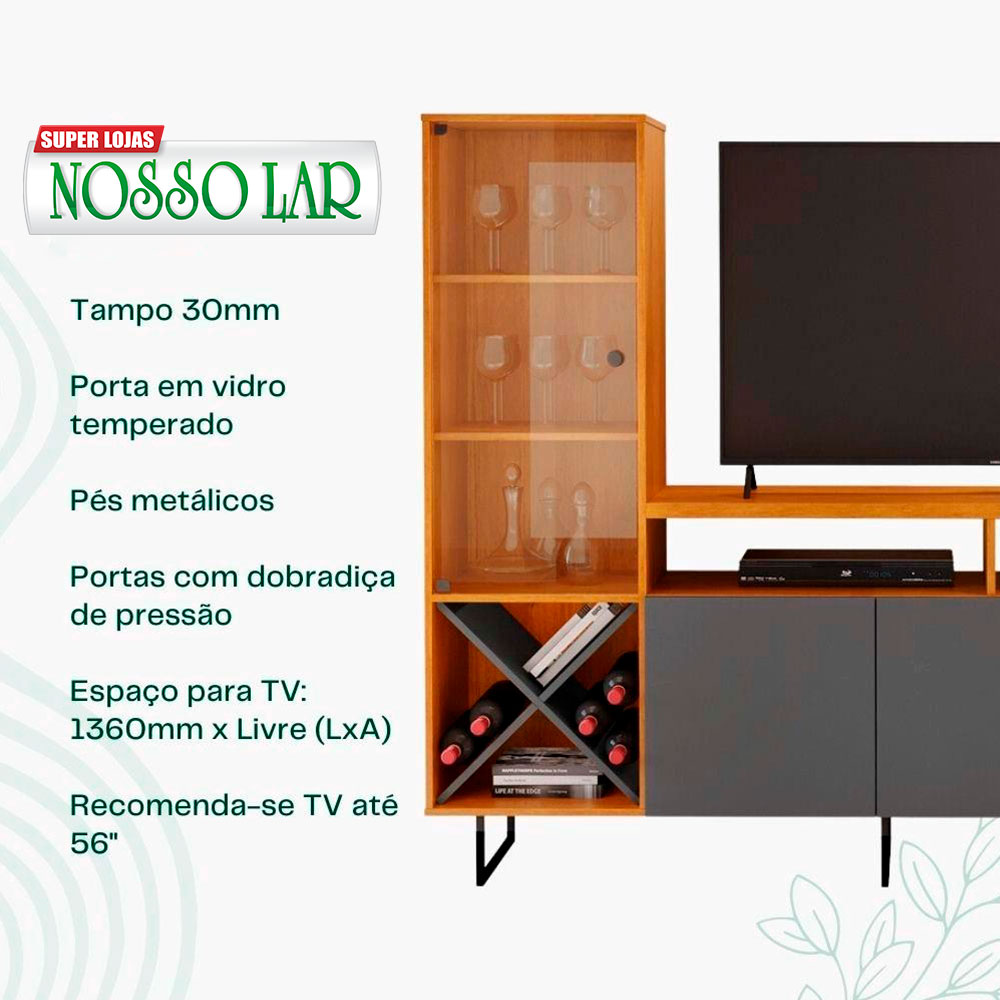 SUPER LOJAS
NOSSO LAR
Tampo 30mm
Porta em vidro
temperado
Pés metálicos
Portas com dobradiça
de pressão
Espaço para TV:
1360mm x Livre (LxA)
Recomenda-se TV até
56"
LIFE AT THE EDGE